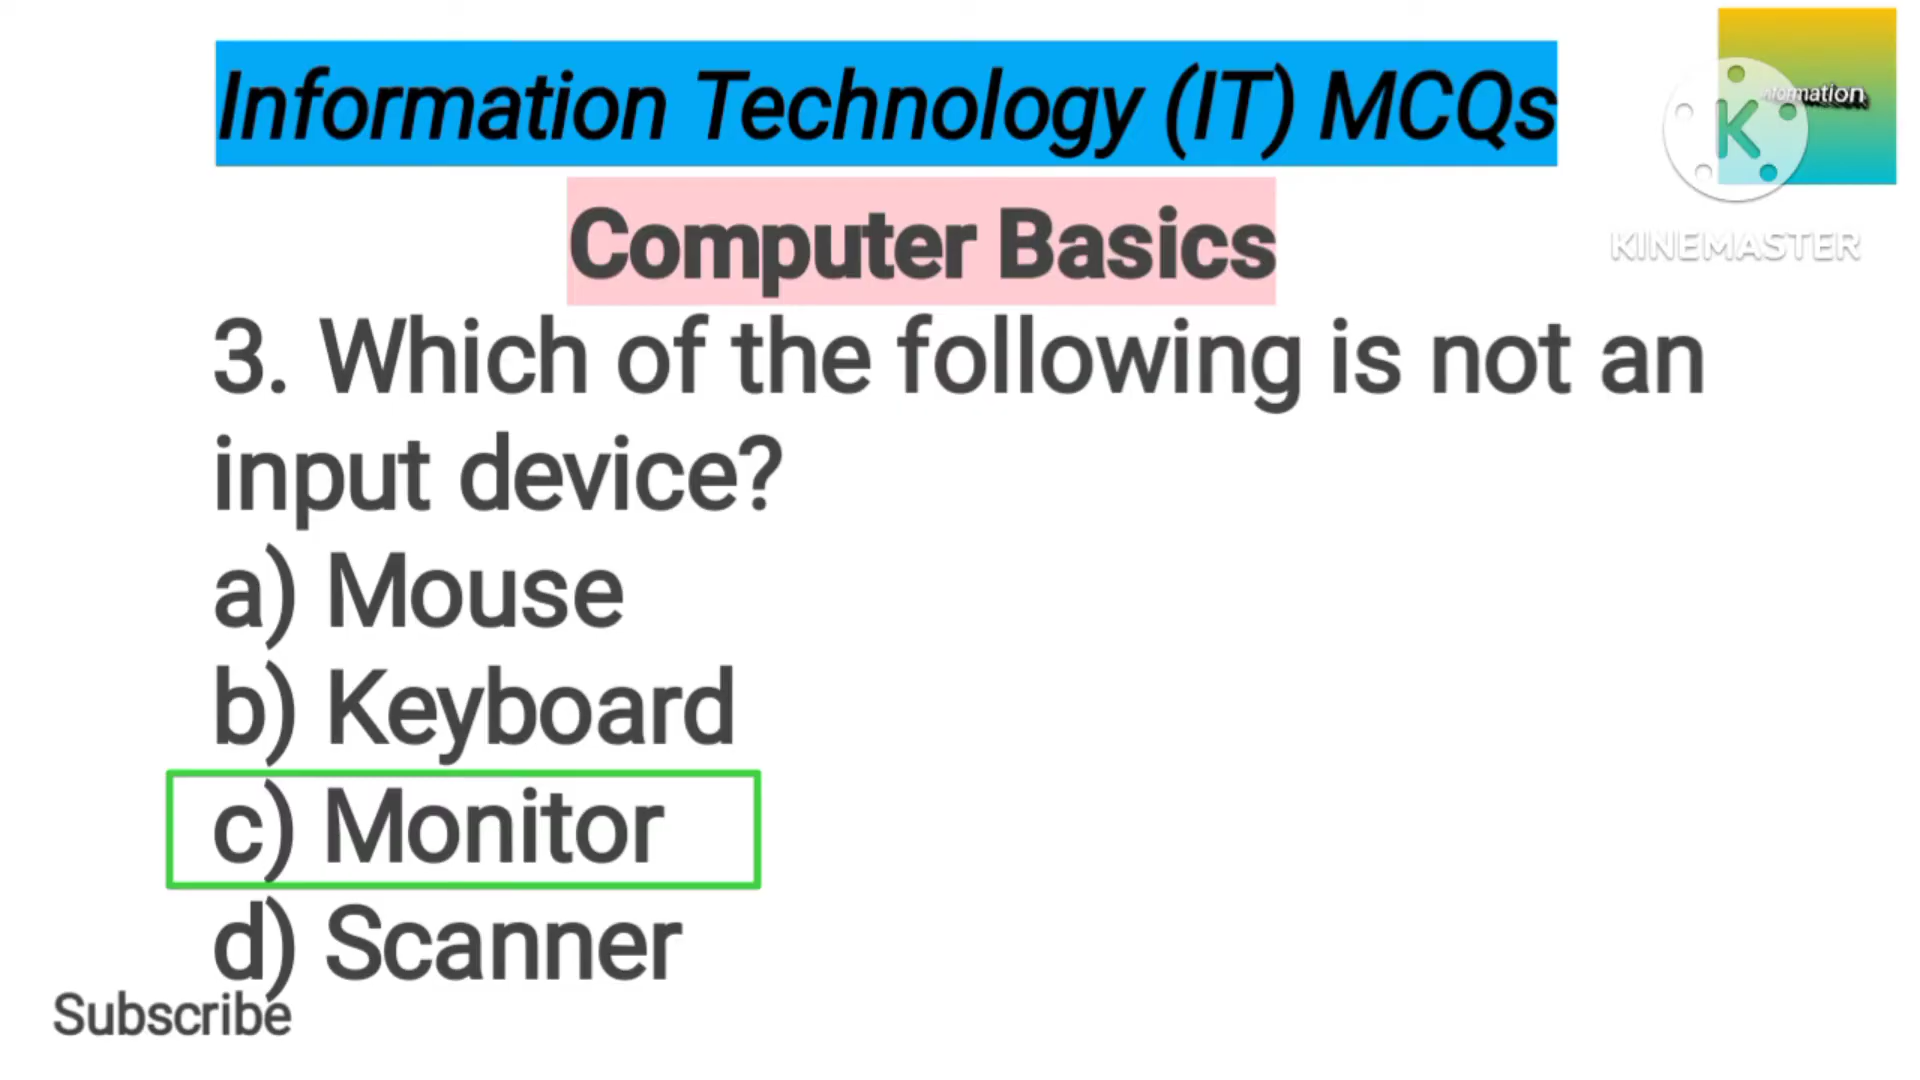 Information Technology (IT) MCQs
Computer Basics
KINEMASTER
3. Which of the following is not an
input device?
a) Mouse
b) Keyboard
c) Monitor
d) Scanner
Subscribe